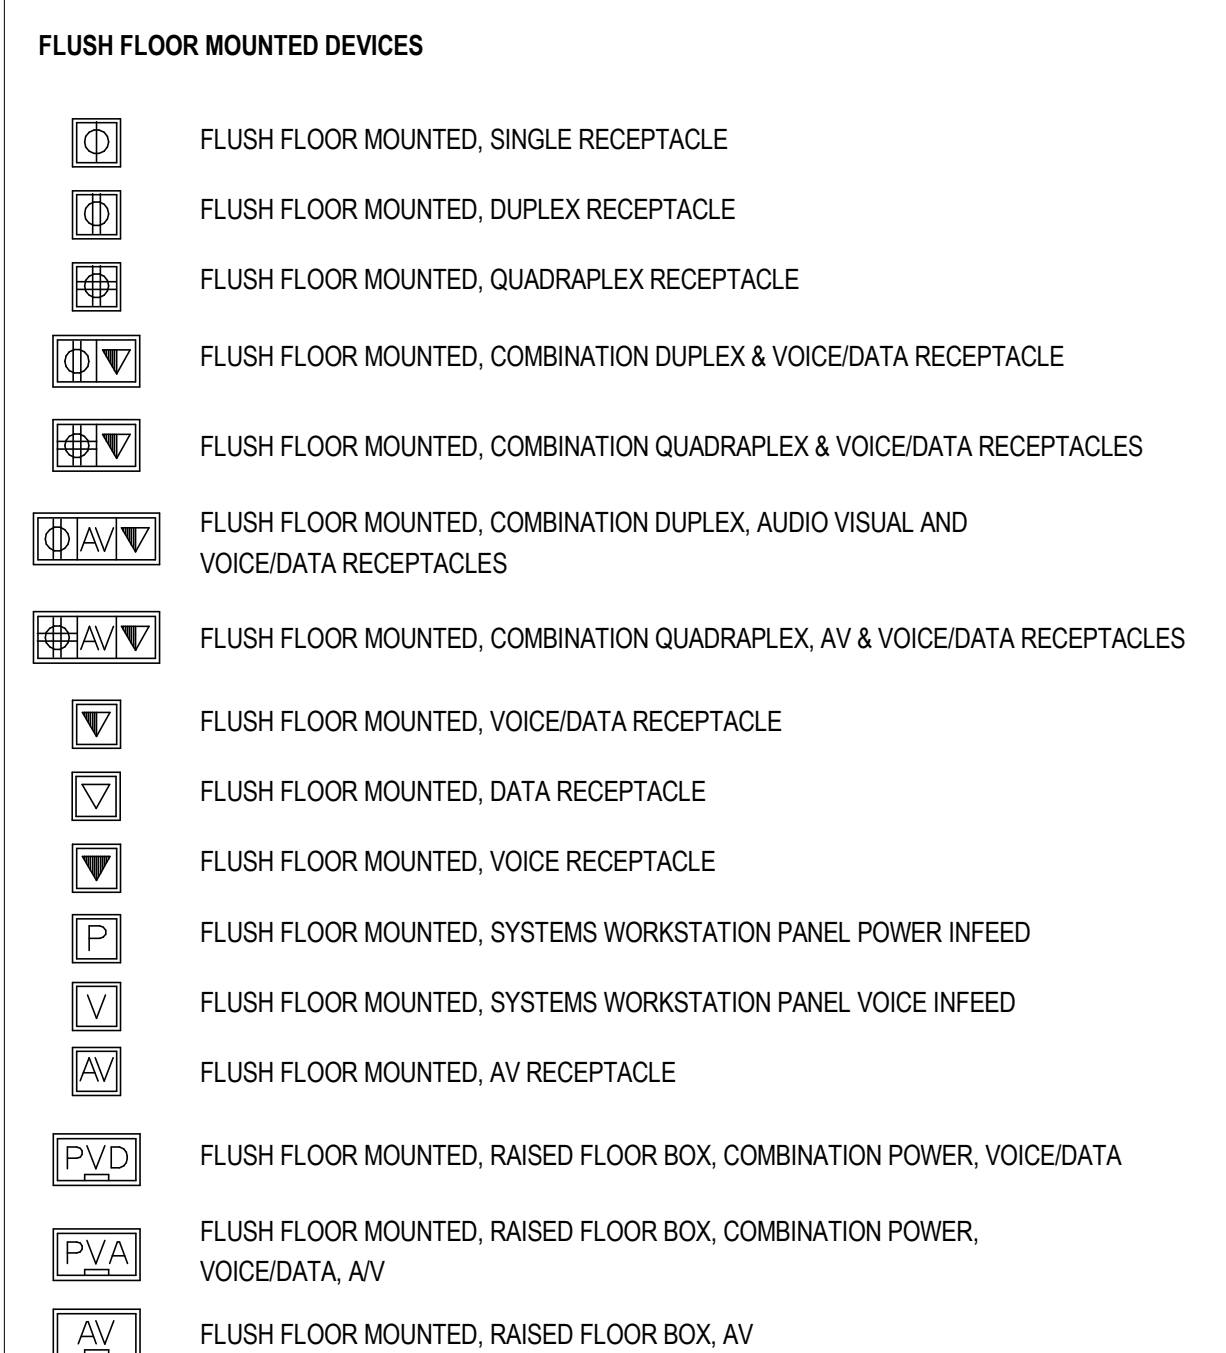 FLUSH FLOOR MOUNTED DEVICES
FLUSH FLOOR MOUNTED, SINGLE RECEPTACLE
FLUSH FLOOR MOUNTED, DUPLEX RECEPTACLE
FLUSH FLOOR MOUNTED, QUADRAPLEX RECEPTACLE
FLUSH FLOOR MOUNTED, COMBINATION DUPLEX & VOICE/DATA RECEPTACLE
FLUSH FLOOR MOUNTED, COMBINATION QUADRAPLEX & VOICE/DATA RECEPTACLES
AV FLUSH FLOOR MOUNTED, COMBINATION DUPLEX, AUDIO VISUAL AND
VOICE/DATA RECEPTACLES
AV FLUSH FLOOR MOUNTED, COMBINATION QUADRAPLEX, AV & VOICE/DATA RECEPTACLES
FLUSH FLOOR MOUNTED, VOICE/DATA RECEPTACLE
FLUSH FLOOR MOUNTED, DATA RECEPTACLE
FLUSH FLOOR MOUNTED, VOICE RECEPTACLE
P FLUSH FLOOR MOUNTED, SYSTEMS WORKSTATION PANEL POWER INFEED
V FLUSH FLOOR MOUNTED, SYSTEMS WORKSTATION PANEL VOICE INFEED
AV FLUSH FLOOR MOUNTED, AV RECEPTACLE
PVD FLUSH FLOOR MOUNTED, RAISED FLOOR BOX, COMBINATION POWER, VOICE/DATA
PVA FLUSH FLOOR MOUNTED, RAISED FLOOR BOX, COMBINATION POWER,
VOICE/DATA, A/V
AV FLUSH FLOOR MOUNTED, RAISED FLOOR BOX, AV